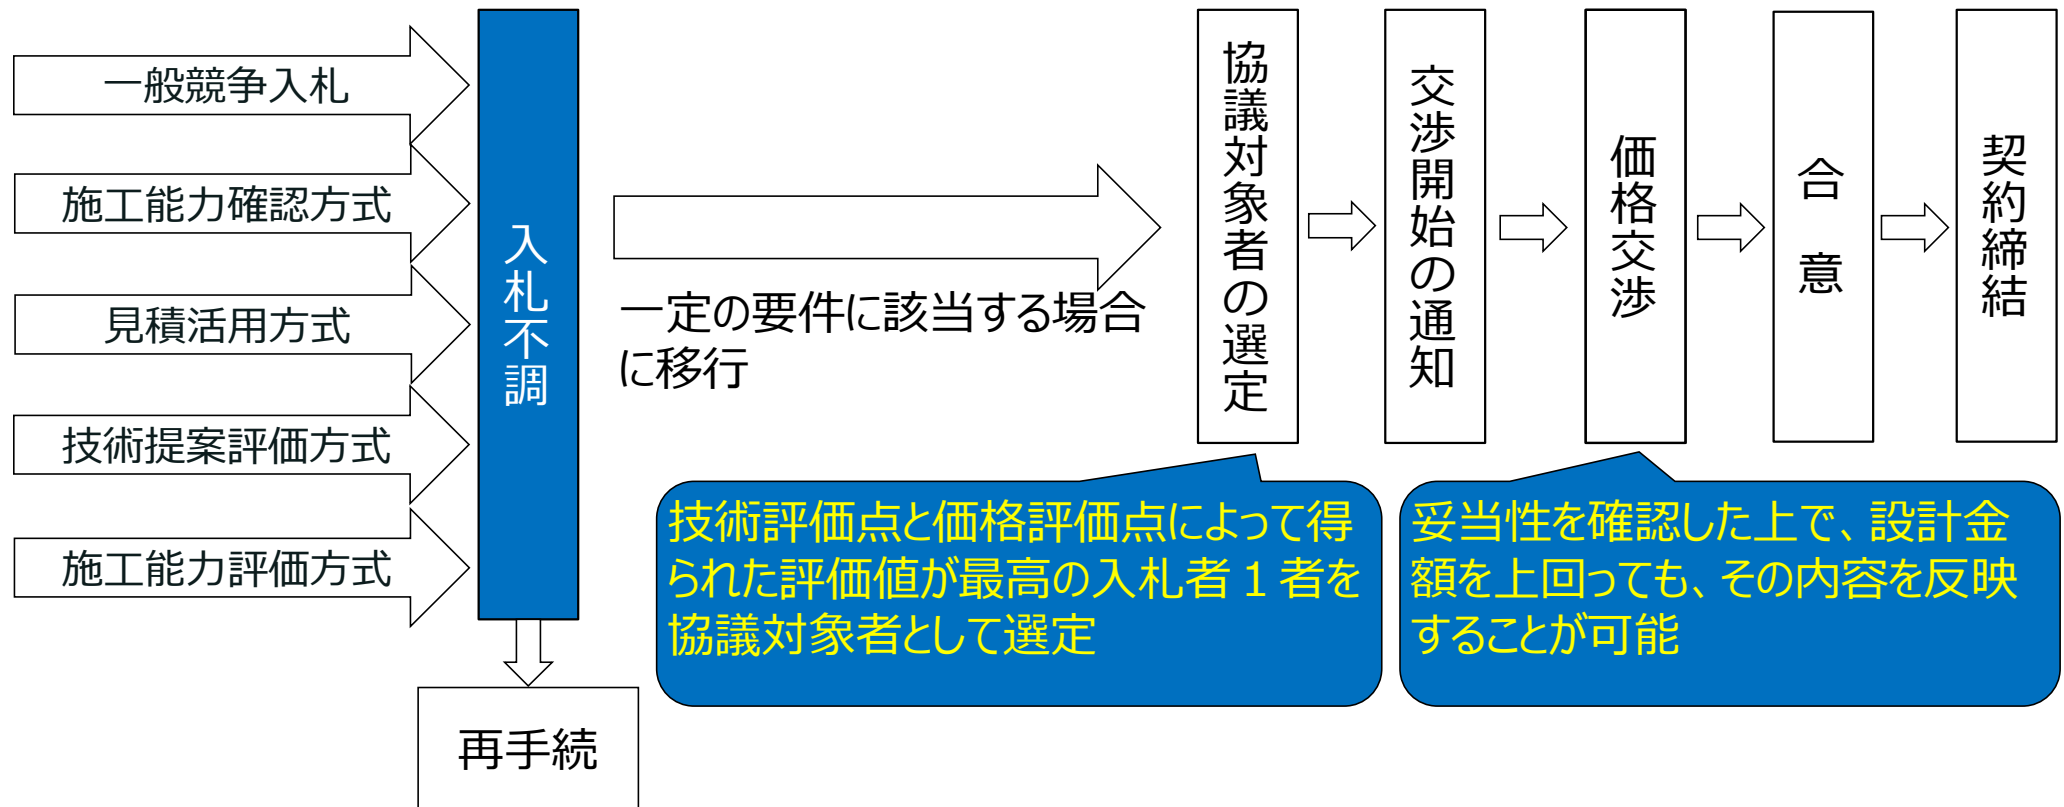 一般競争入札
施工能力確認方式
見積活用方式
技術提案評価方式
施工能力評価方式
入札不調
再手続
一定の要件に該当する場合
に移行
協議対象者の選定
交渉開始の通知
価格交渉
合意
契約締結
技術評価点と価格評価点によって得
られた評価値が最高の入札者1者を
協議対象者として選定
妥当性を確認した上で、設計金
額を上回っても、その内容を反映
することが可能